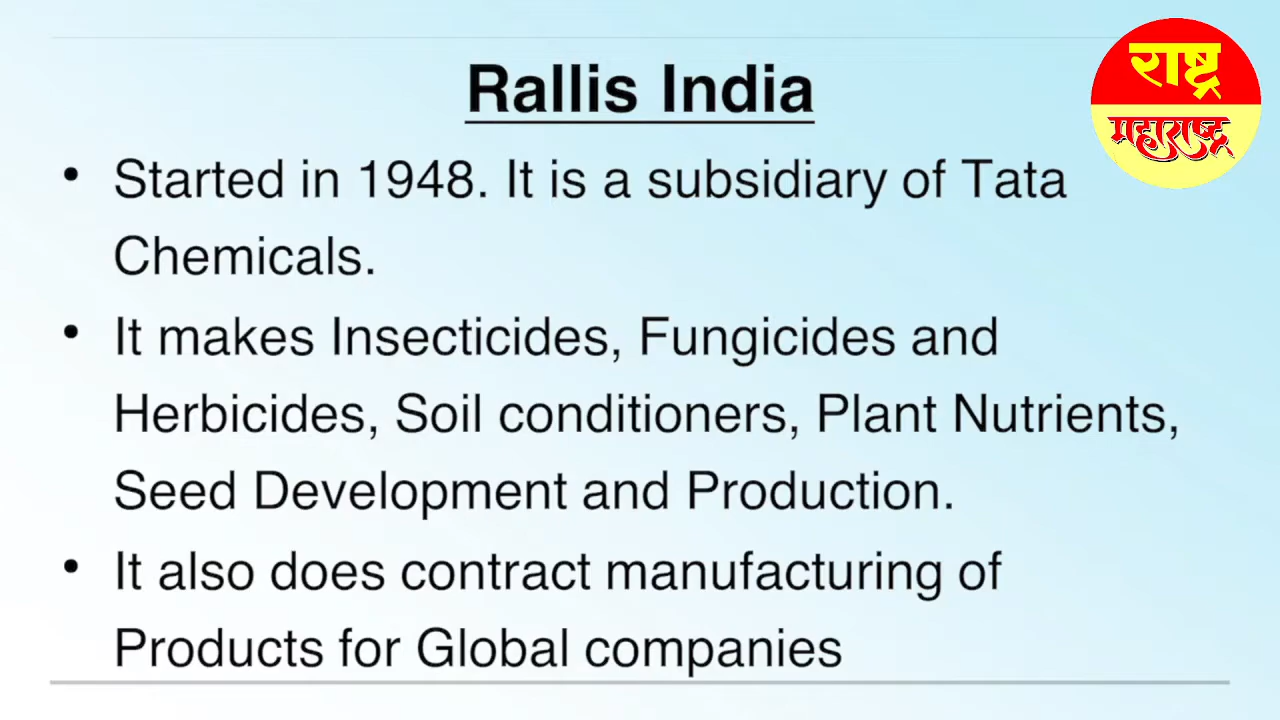 Rallis India
राष्ट्र
महाराष्ट्र
• Started in 1948. It is a subsidiary of Tata
Chemicals.
• It makes Insecticides, Fungicides and
Herbicides, Soil conditioners, Plant Nutrients,
Seed Development and Production.
• It also does contract manufacturing of
Products for Global companies